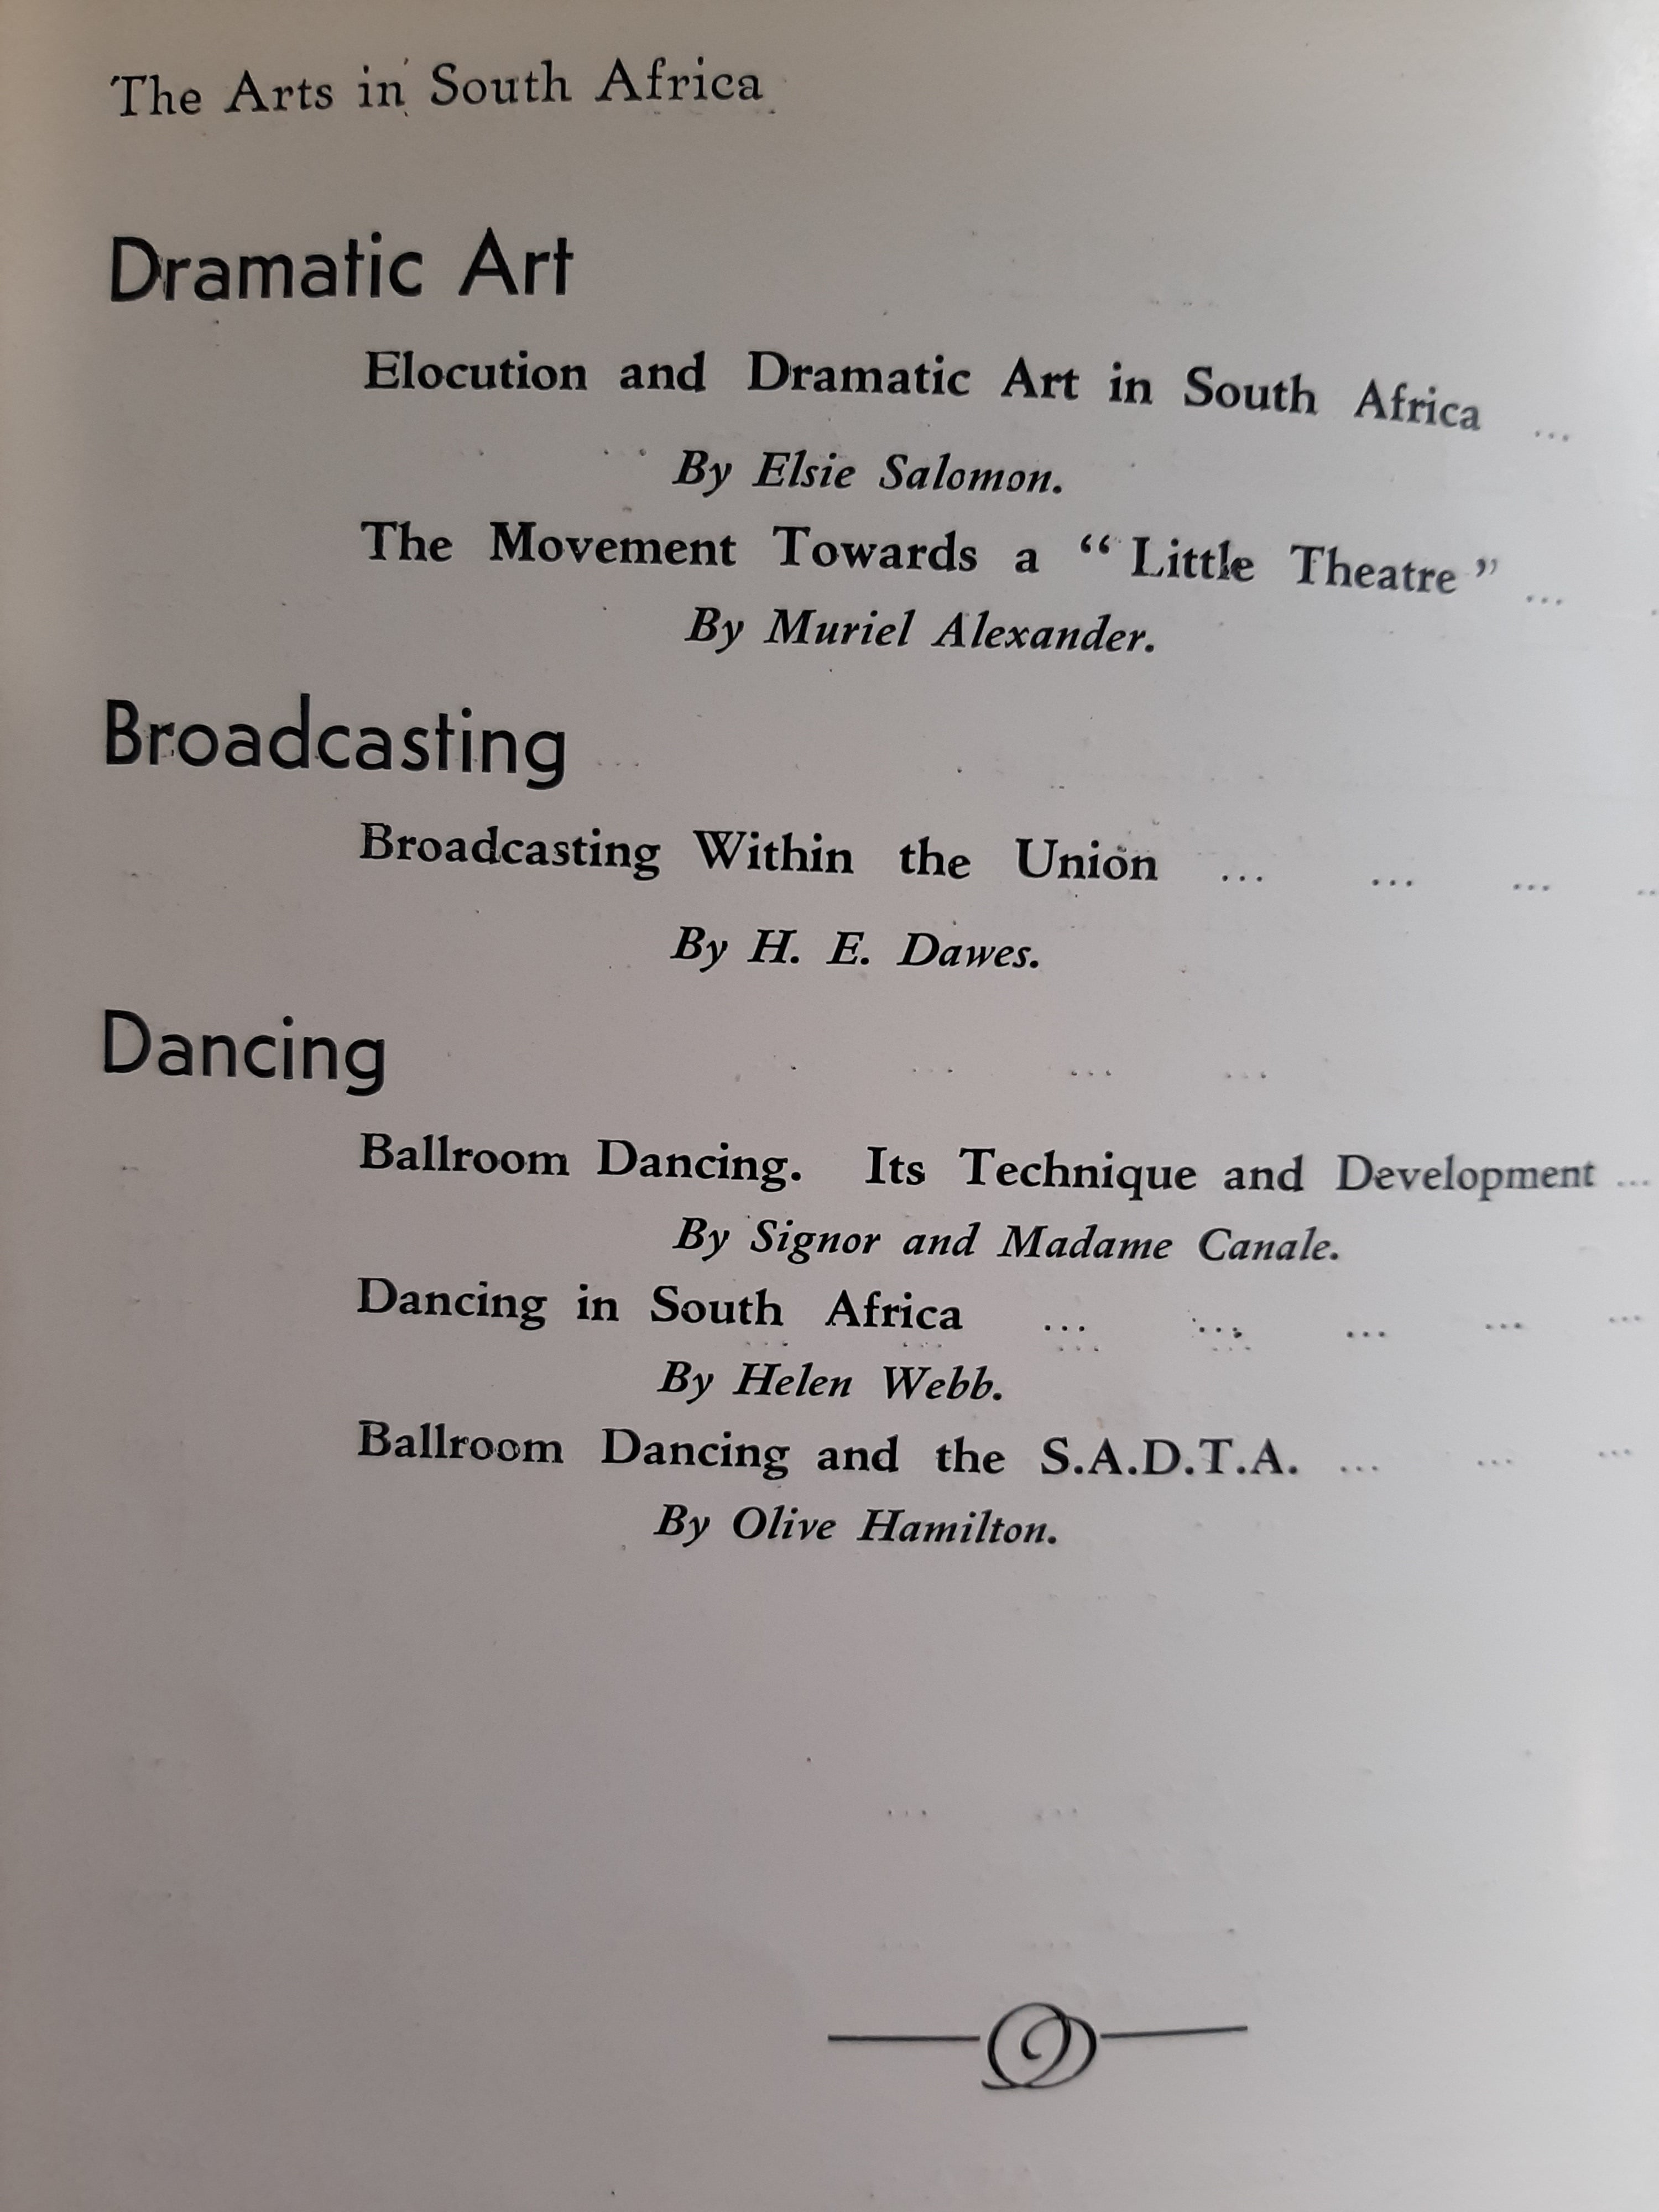 The Arts in South Africa
Dramatic Art
Elocution and Dramatic Art in South Africa ...
By Elsie Salomon.
The Movement Towards a “ Little Theatre ” ...
By Muriel Alexander.
Broadcasting
Broadcasting Within the Union ... ... ... ..
By H. E. Dawes.
Dancing
Ballroom Dancing. Its Technique and Development ...
By Signor and Madame Canale.
Dancing in South Africa ... ... ... ... ...
By Helen Webb.
Ballroom Dancing and the S.A.D.T.A. ... ... ...
By Olive Hamilton.